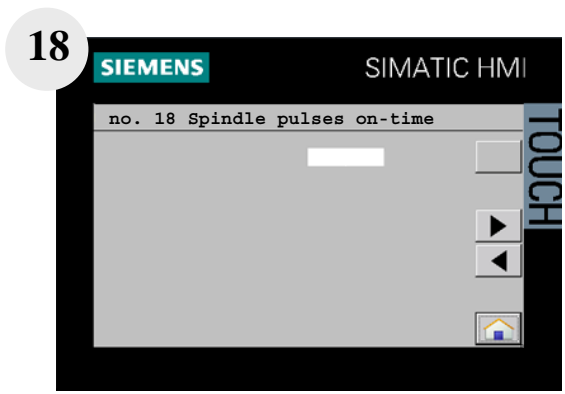 18
SIEMENS
SIMATIC HMI
no. 18 Spindle pulses on-time
TOUCH